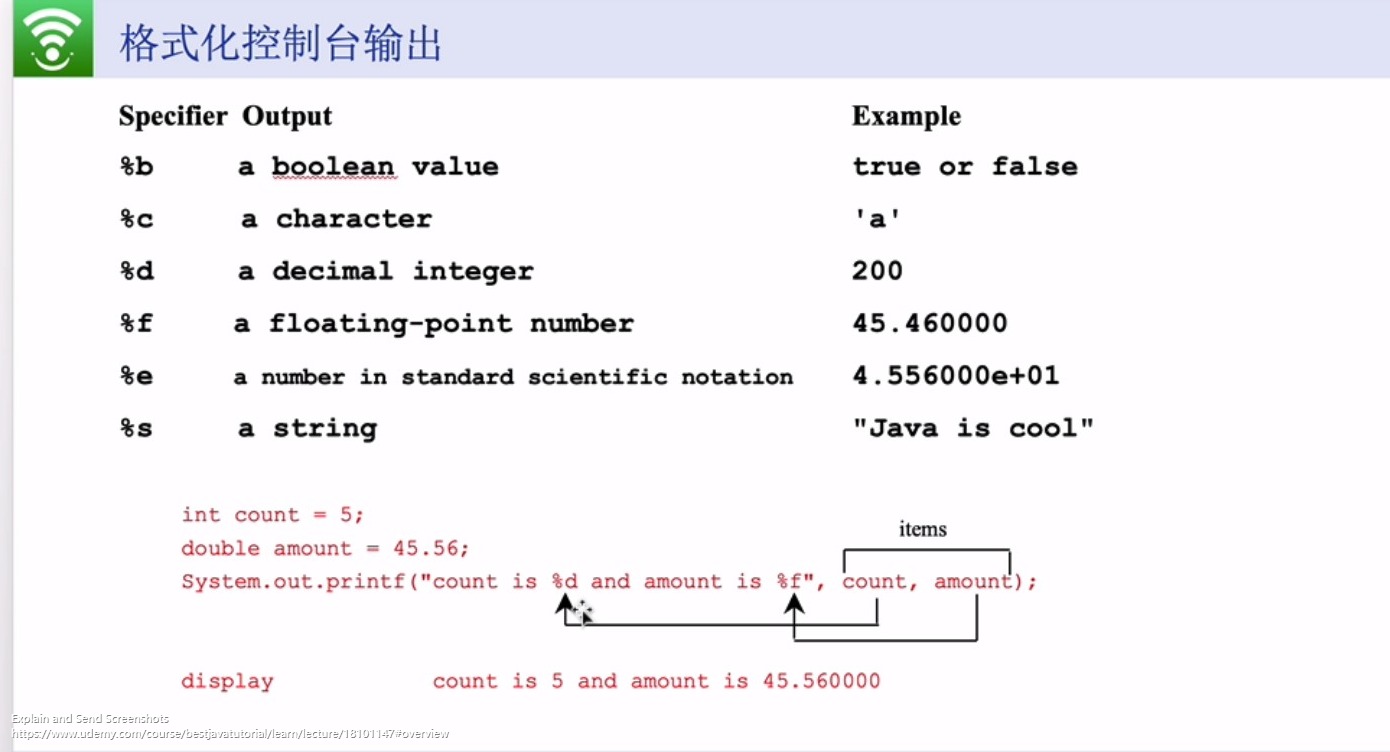 格式化控制台输出
Specifier Output Example
%b a boolean value true or false
%c a character 'a'
%d a decimal integer 200
%f a floating-point number 45.460000
%e a number in standard scientific notation 4.556000e+01
%s a string "Java is cool"
int count = 5;
items
double amount = 45.56;
System.out.printf("count is %d and amount is %f", count, amount);
display count is 5 and amount is 45.560000
Explain and Send Screenshots
https://www.udemy.com/course/bestjavatutorial/learn/lecture/18101147#overview